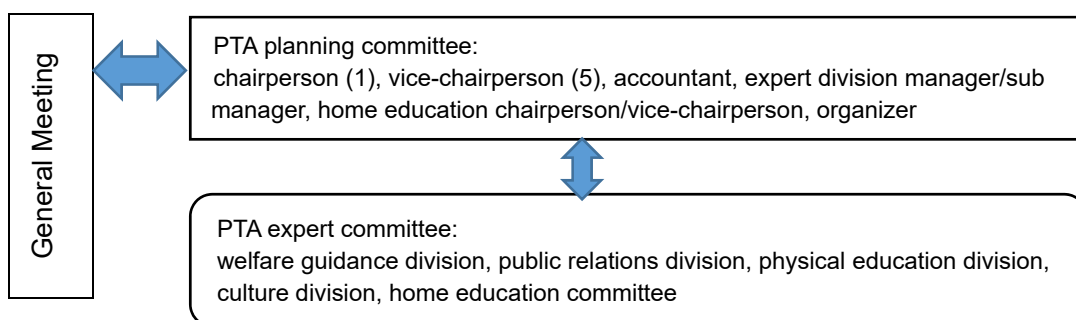 General Meeting
PTA planning committee:
chairperson (1), vice-chairperson (5), accountant, expert division manager/sub
manager, home education chairperson/vice-chairperson, organizer
PTA expert committee:
welfare guidance division, public relations division, physical education division,
culture division, home education committee